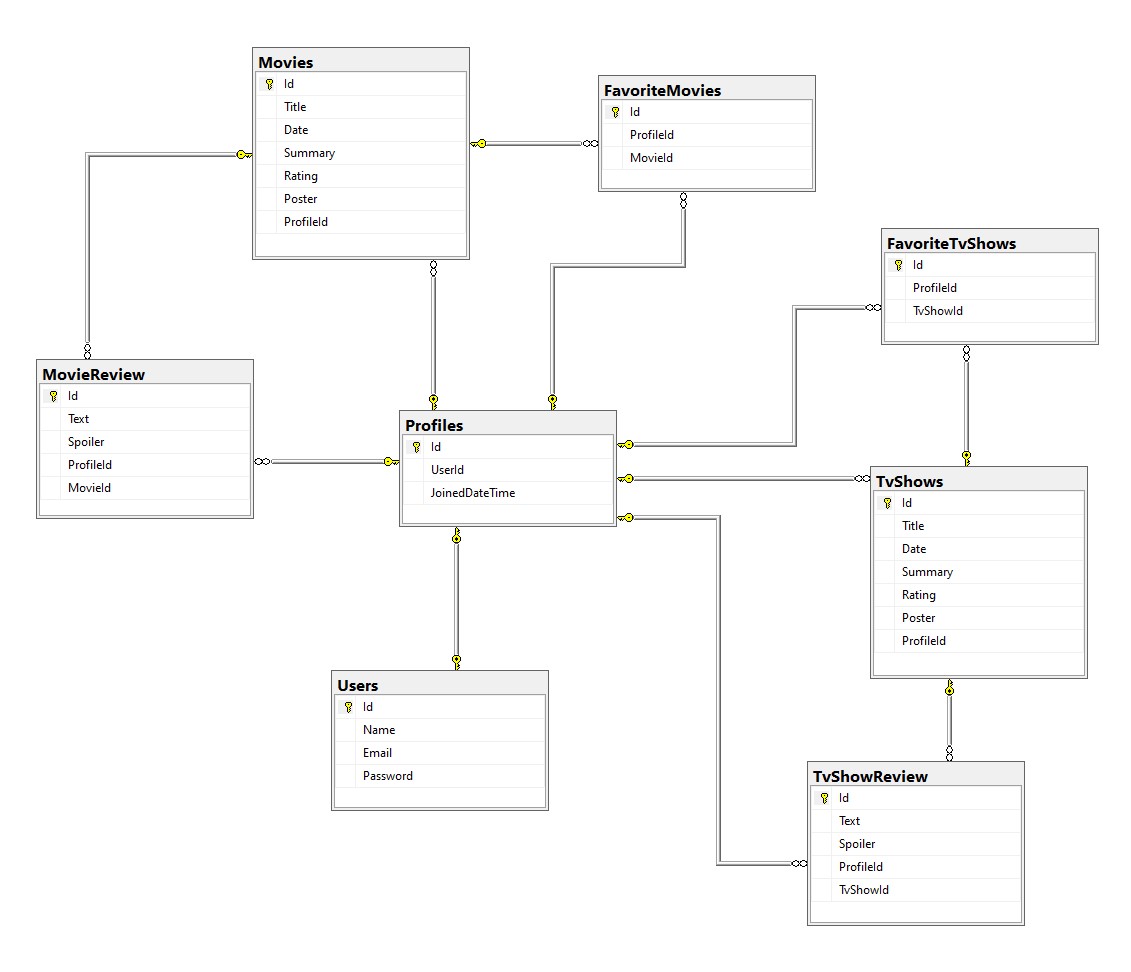 Movies
Id
Title
Date
Summary
Rating
Poster
ProfileId
FavoriteMovies
Id
ProfileId
MovieId
FavoriteTvShows
Id
ProfileId
TvShowId
MovieReview
Id
Text
Spoiler
ProfileId
MovieId
Profiles
Id
UserId
JoinedDateTime
TvShows
Id
Title
Date
Summary
Rating
Poster
ProfileId
Users
Id
Name
Email
Password
TvShowReview
Id
Text
Spoiler
ProfileId
TvShowId